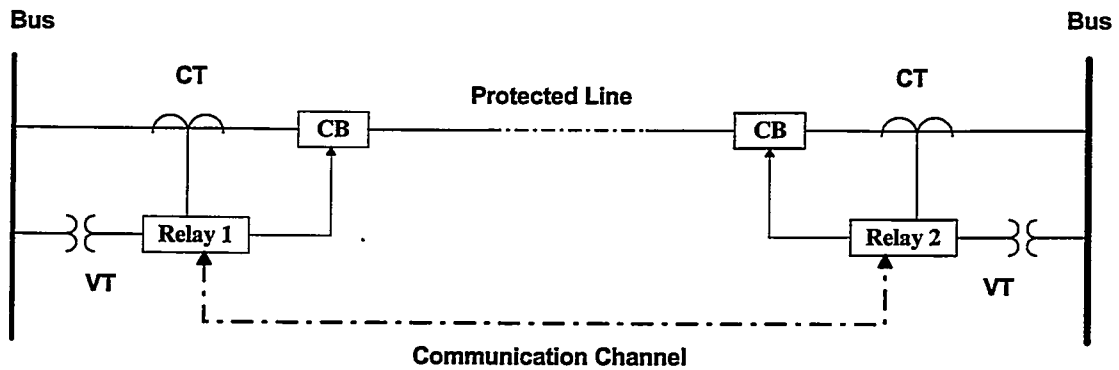 Bus
Bus
CT
CT
Protected Line
CB
CB
Relay 1
Relay 2
VT
VT
Communication Channel